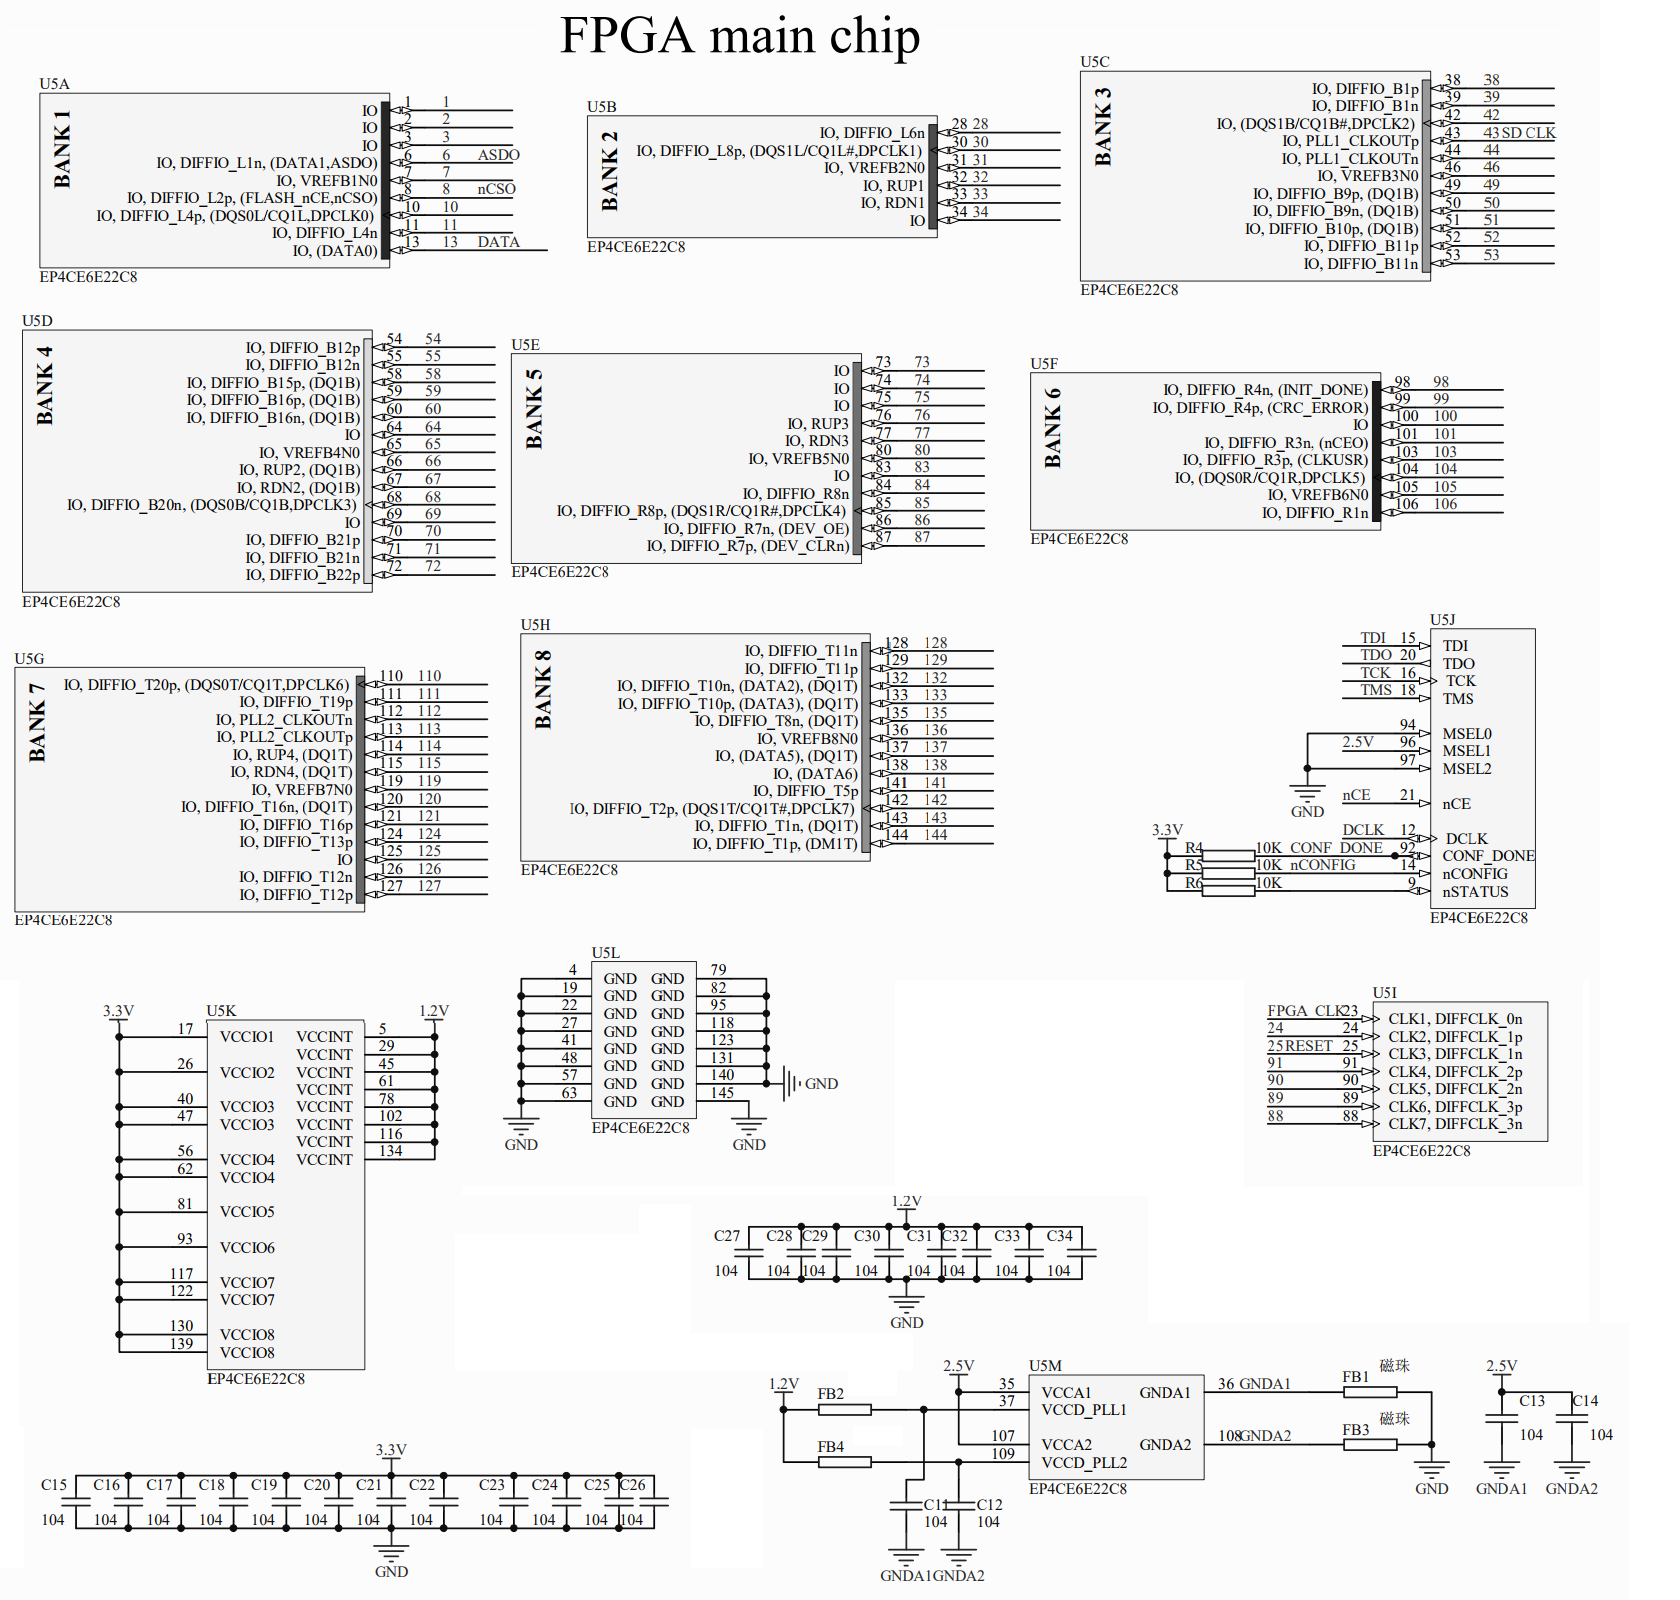 FPGA main chip
U5A
BANK 1
IO 1 1
IO 2 2
IO 3 3
IO, DIFFIO_L1n, (DATA1,ASDO) 6 6 ASDO
IO, VREFB1N0 7 7
IO, DIFFIO_L2p, (FLASH_nCE,nCSO) 8 8 nCSO
IO, DIFFIO_L4p, (DQS0L/CQ1L,DPCLK0) 10 10
IO, DIFFIO_L4n 11 11
IO, (DATA0) 13 13 DATA
EP4CE6E22C8
U5B
BANK 2
IO, DIFFIO_L6n 28 28
IO, DIFFIO_L8p, (DQS1L/CQ1L#,DPCLK1) 30 30
IO, VREFB2N0 31 31
IO, RUP1 32 32
IO, RDN1 33 33
IO 34 34
EP4CE6E22C8
U5C
BANK 3
IO, DIFFIO_B1p 38 38
IO, DIFFIO_B1n 39 39
IO, (DQS1B/CQ1B#,DPCLK2) 42 42
IO, PLL1_CLKOUTp 43 43 SD CLK
IO, PLL1_CLKOUTn 44 44
IO, VREFB3N0 46 46
IO, DIFFIO_B9p, (DQ1B) 49 49
IO, DIFFIO_B9n, (DQ1B) 50 50
IO, DIFFIO_B10p, (DQ1B) 51 51
IO, DIFFIO_B11p 52 52
IO, DIFFIO_B11n 53 53
EP4CE6E22C8
U5D
BANK 4
IO, DIFFIO_B12p 54 54
IO, DIFFIO_B12n 55 55
IO, DIFFIO_B15p, (DQ1B) 58 58
IO, DIFFIO_B16p, (DQ1B) 59 59
IO, DIFFIO_B16n, (DQ1B) 60 60
IO 64 64
IO, VREFB4N0 65 65
IO, RUP2, (DQ1B) 66 66
IO, RDN2, (DQ1B) 67 67
IO, DIFFIO_B20n, (DQS0B/CQ1B,DPCLK3) 68 68
IO 69 69
IO, DIFFIO_B21p 70 70
IO, DIFFIO_B21n 71 71
IO, DIFFIO_B22p 72 72
EP4CE6E22C8
U5E
BANK 5
IO 73 73
IO 74 74
IO 75 75
IO, RUP3 76 76
IO, RDN3 77 77
IO, VREFB5N0 80 80
IO 83 83
IO, DIFFIO_R8n 84 84
IO, DIFFIO_R8p, (DQS1R/CQ1R#,DPCLK4) 85 85
IO, DIFFIO_R7n, (DEV_OE) 86 86
IO, DIFFIO_R7p, (DEV_CLRn) 87 87
EP4CE6E22C8
U5F
BANK 6
IO, DIFFIO_R4n, (INIT_DONE) 98 98
IO, DIFFIO_R4p, (CRC_ERROR) 99 99
IO 100 100
IO, DIFFIO_R3n, (nCEO) 101 101
IO, DIFFIO_R3p, (CLKUSR) 103 103
IO, (DQS0R/CQ1R,DPCLK5) 104 104
IO, VREFB6N0 105 105
IO, DIFFIO_R1n 106 106
EP4CE6E22C8
U5G
BANK 7
IO, DIFFIO_T20p, (DQS0T/CQ1T,DPCLK6) 110 110
IO, DIFFIO_T19p 111 111
IO, PLL2_CLKOUTn 112 112
IO, PLL2_CLKOUTp 113 113
IO, RUP4, (DQ1T) 114 114
IO, RDN4, (DQ1T) 115 115
IO, VREFB7N0 119 119
IO, DIFFIO_T16n, (DQ1T) 120 120
IO, DIFFIO_T16p 121 121
IO, DIFFIO_T13p 124 124
IO 125 125
IO, DIFFIO_T12n 126 126
IO, DIFFIO_T12p 127 127
EP4CE6E22C8
U5H
BANK 8
IO, DIFFIO_T11n 128 128
IO, DIFFIO_T11p 129 129
IO, DIFFIO_T10n, (DATA2), (DQ1T) 132 132
IO, DIFFIO_T10p, (DATA3), (DQ1T) 133 133
IO, DIFFIO_T8n, (DQ1T) 135 135
IO, VREFB8N0 136 136
IO, (DATA5), (DQ1T) 137 137
IO, (DATA6) 138 138
IO, DIFFIO_T5p 141 141
IO, DIFFIO_T2p, (DQS1T/CQ1T#,DPCLK7) 142 142
IO, DIFFIO_T1n, (DQ1T) 143 143
IO, DIFFIO_T1p, (DM1T) 144 144
EP4CE6E22C8
U5J
TDI 15 TDI
TDO 20 TDO
TCK 16 TCK
TMS 18 TMS
94 MSEL0
2.5V 96 MSEL1
97 MSEL2
GND
nCE 21 nCE
3.3V
DCLK 12 DCLK
R4 10K CONF_DONE 92 CONF_DONE
R5 10K nCONFIG 14 nCONFIG
R6 10K 9 nSTATUS
EP4CE6E22C8
3.3V U5K 1.2V
17 VCCIO1 VCCINT 5
VCCINT 29
26 VCCIO2 VCCINT 45
VCCINT 61
40 VCCIO3 VCCINT 78
47 VCCIO3 VCCINT 102
VCCINT 116
56 VCCIO4 VCCINT 134
62 VCCIO4
81 VCCIO5
93 VCCIO6
117 VCCIO7
122 VCCIO7
130 VCCIO8
139 VCCIO8
EP4CE6E22C8
U5L
4 GND GND 79
19 GND GND 82
22 GND GND 95
27 GND GND 118
41 GND GND 123
48 GND GND 131
57 GND GND 140 GND
63 GND GND 145
EP4CE6E22C8
GND GND
U5I
FPGA_CLK 23 CLK1, DIFFCLK_0n
24 24 CLK2, DIFFCLK_1p
25 RESET 25 CLK3, DIFFCLK_1n
91 91 CLK4, DIFFCLK_2p
90 90 CLK5, DIFFCLK_2n
89 89 CLK6, DIFFCLK_3p
88 88 CLK7, DIFFCLK_3n
EP4CE6E22C8
1.2V
C27 C28 C29 C30 C31 C32 C33 C34
104 104 104 104 104 104 104 104
GND
1.2V 2.5V U5M
FB2 35 VCCA1 GNDA1 36 GNDA1 FB1 磁珠
37 VCCD_PLL1
FB4 107 VCCA2 GNDA2 108 GNDA2 FB3 磁珠
109 VCCD_PLL2
EP4CE6E22C8
GND
C11 C12
104 104
GNDA1 GNDA2
2.5V
C13 C14
104 104
GNDA1 GNDA2
3.3V
C15 C16 C17 C18 C19 C20 C21 C22 C23 C24 C25 C26
104 104 104 104 104 104 104 104 104 104 104 104
GND